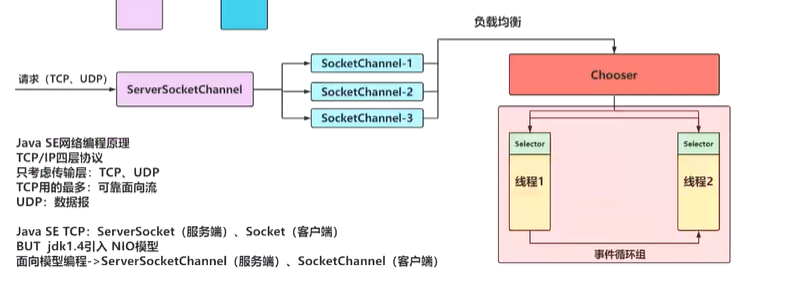 负载均衡
请求（TCP、UDP）
ServerSocketChannel
SocketChannel-1
SocketChannel-2
SocketChannel-3
Chooser
Selector
线程1
Selector
线程2
事件循环组
Java SE网络编程原理
TCP/IP四层协议
只考虑传输层：TCP、UDP
TCP用的最多：可靠面向流
UDP：数据报
Java SE TCP：ServerSocket（服务端）、Socket（客户端）
BUT jdk1.4引入 NIO模型
面向模型编程->ServerSocketChannel（服务端）、SocketChannel（客户端）